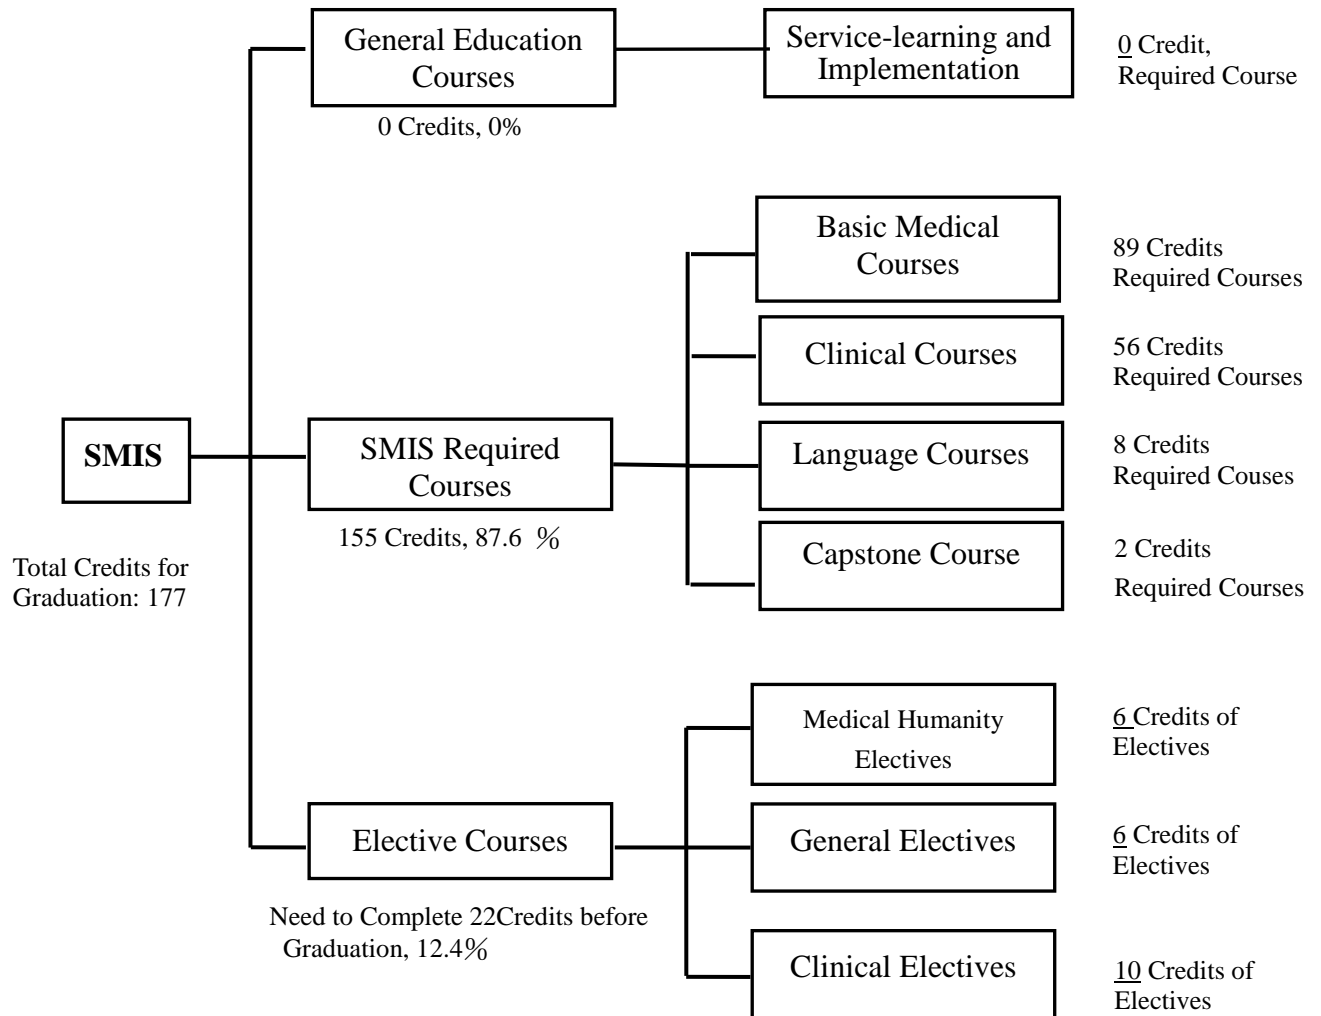 General Education
Courses
0 Credits, 0%
Service-learning and
Implementation
0 Credit,
Required Course
SMIS
Total Credits for
Graduation: 177
SMIS Required
Courses
155 Credits, 87.6 %
Basic Medical
Courses
89 Credits
Required Courses
Clinical Courses
56 Credits
Required Courses
Language Courses
8 Credits
Required Couses
Capstone Course
2 Credits
Required Courses
Elective Courses
Need to Complete 22Credits before
Graduation, 12.4%
Medical Humanity
Electives
6 Credits of
Electives
General Electives
6 Credits of
Electives
Clinical Electives
10 Credits of
Electives